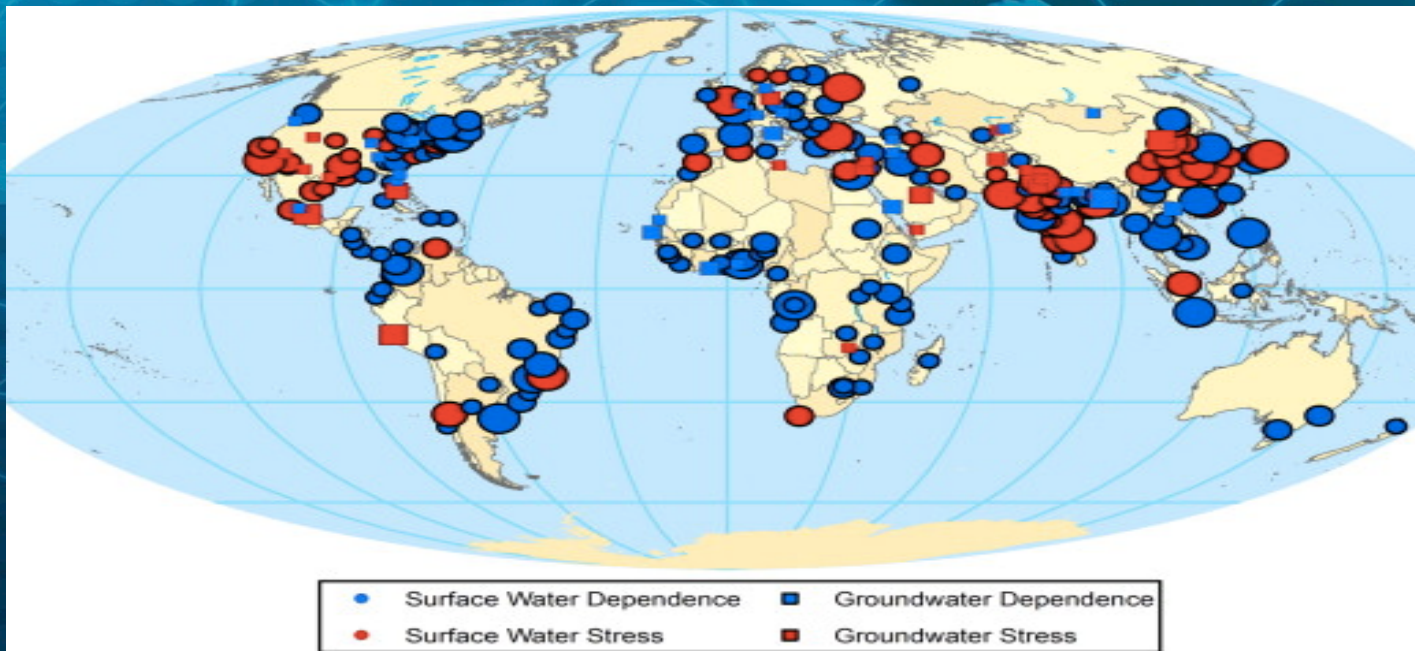 Surface Water Dependence
Groundwater Dependence
Surface Water Stress
Groundwater Stress